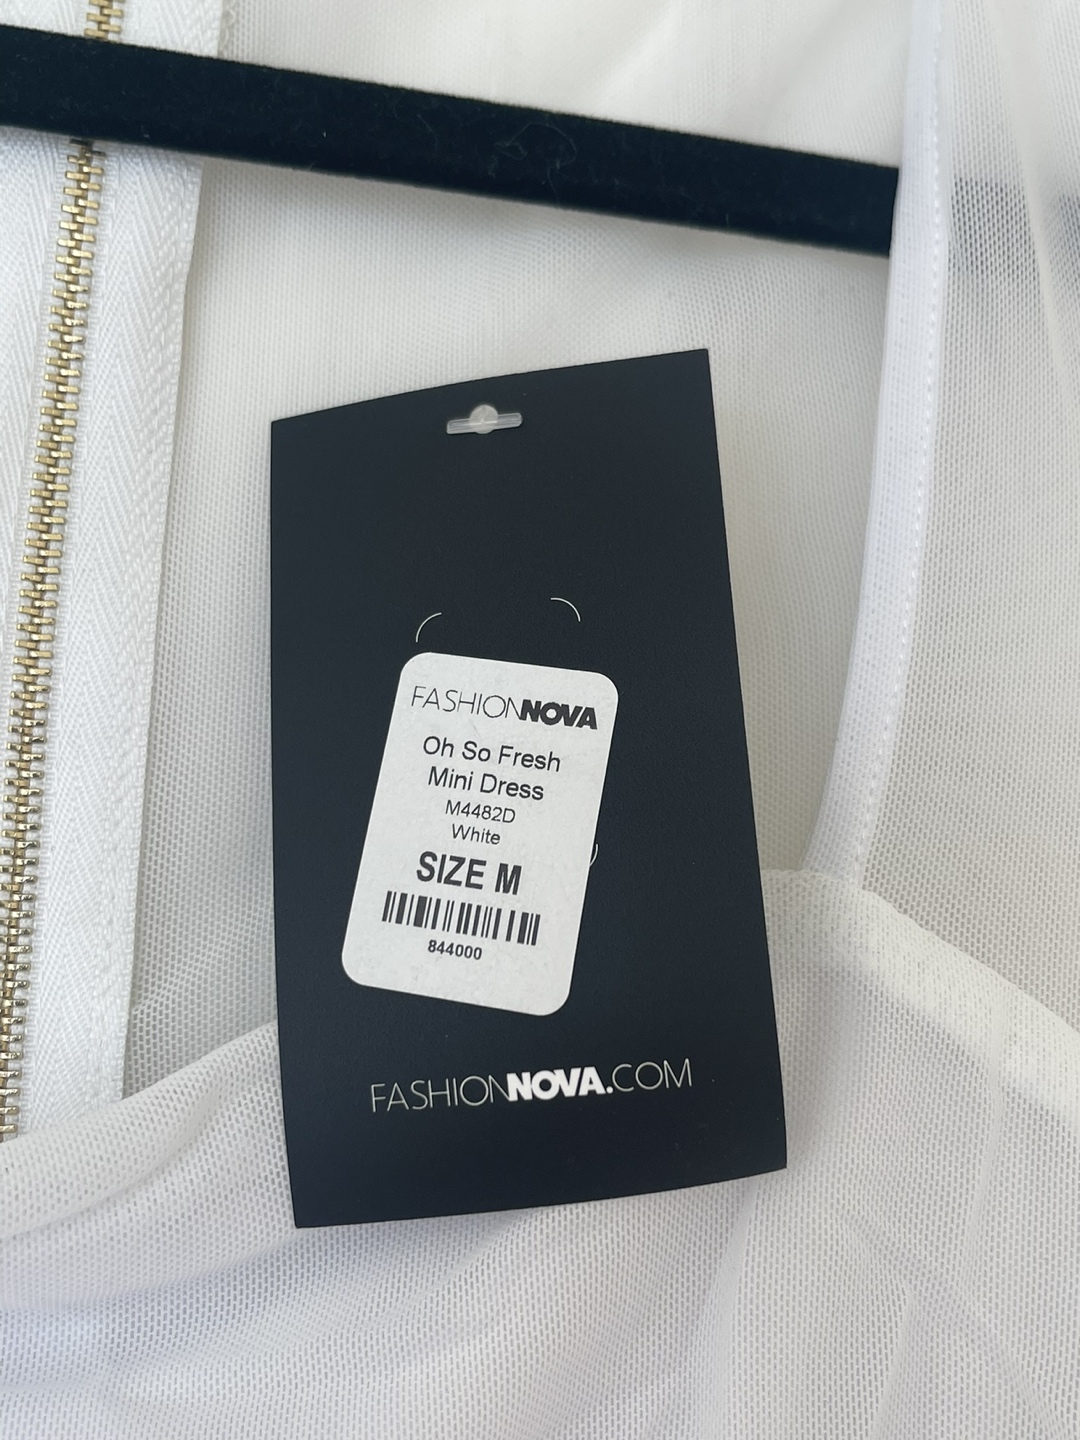 FASHIONNOVA
Oh So Fresh
Mini Dress
M4482D
White
SIZE M
844000
FASHIONNOVA.COM